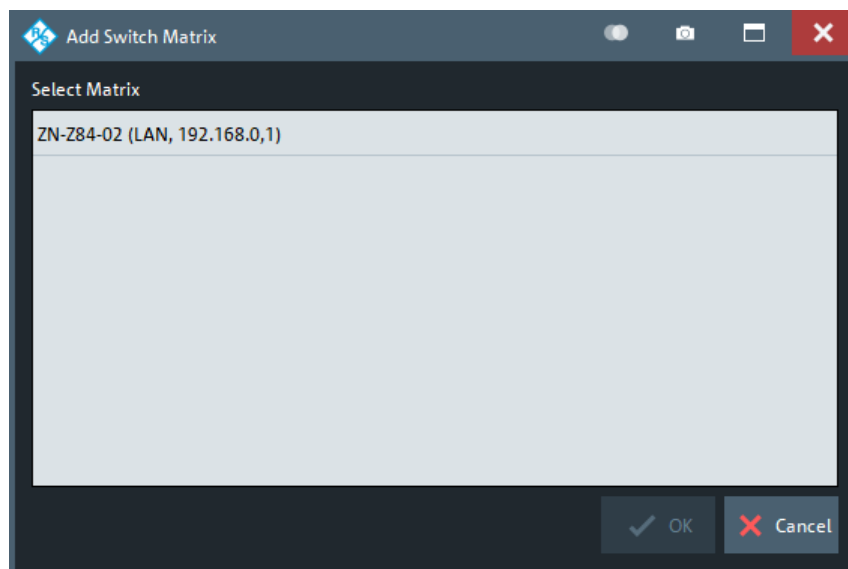 Add Switch Matrix
Select Matrix
ZN-Z84-02 (LAN, 192.168.0,1)
OK
Cancel